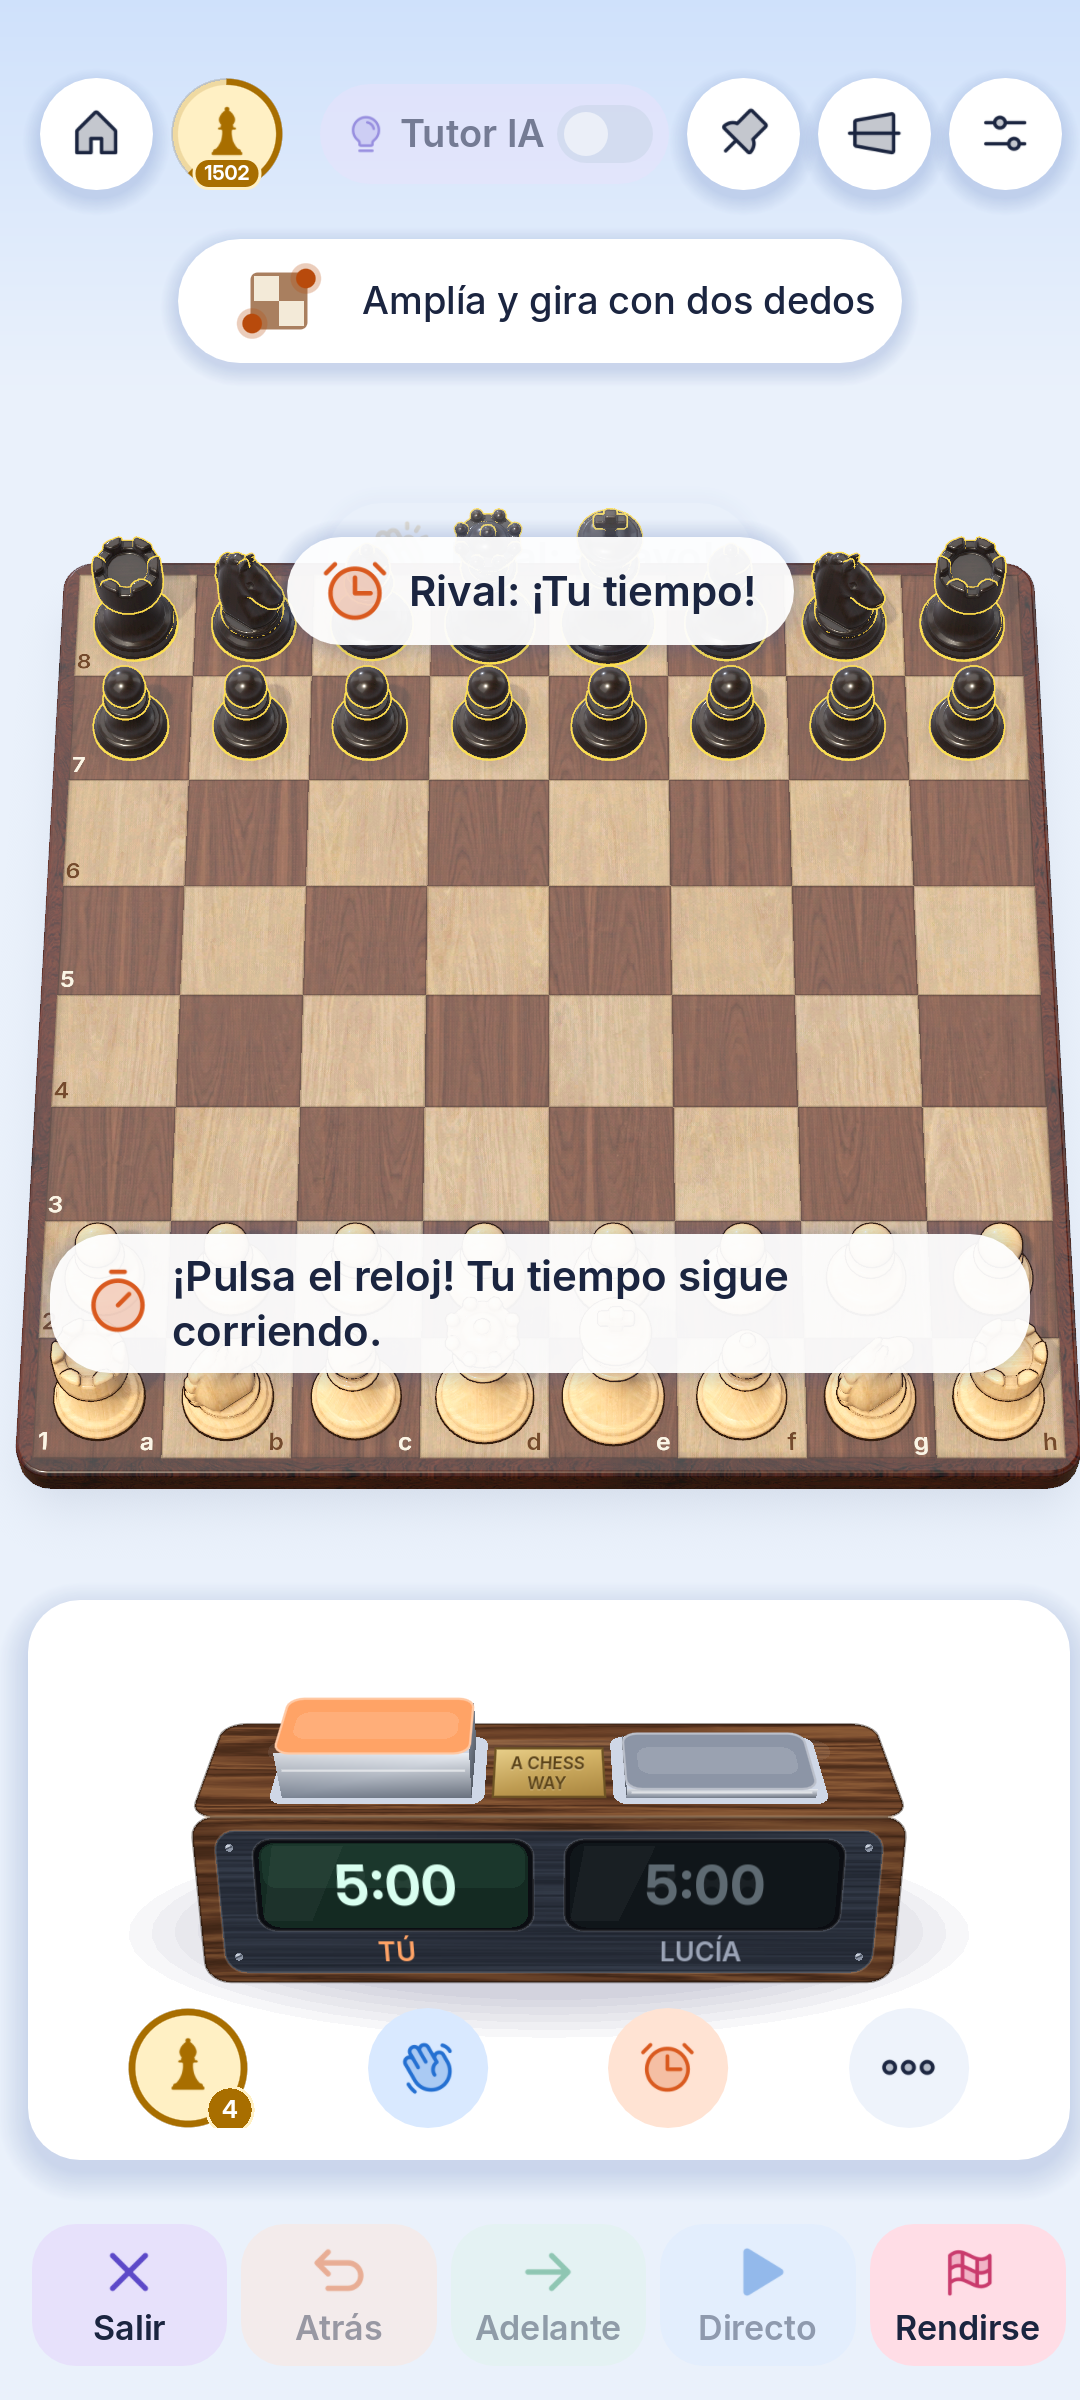 Tutor IA
1502
Amplía y gira con dos dedos
Rival: ¡Tu tiempo!
8
7
6
5
4
3
¡Pulsa el reloj! Tu tiempo sigue
corriendo.
2
1 a b c d e f g h
A CHESS
WAY
5:00 5:00
TÚ LUCÍA
4
Salir Atrás Adelante Directo Rendirse